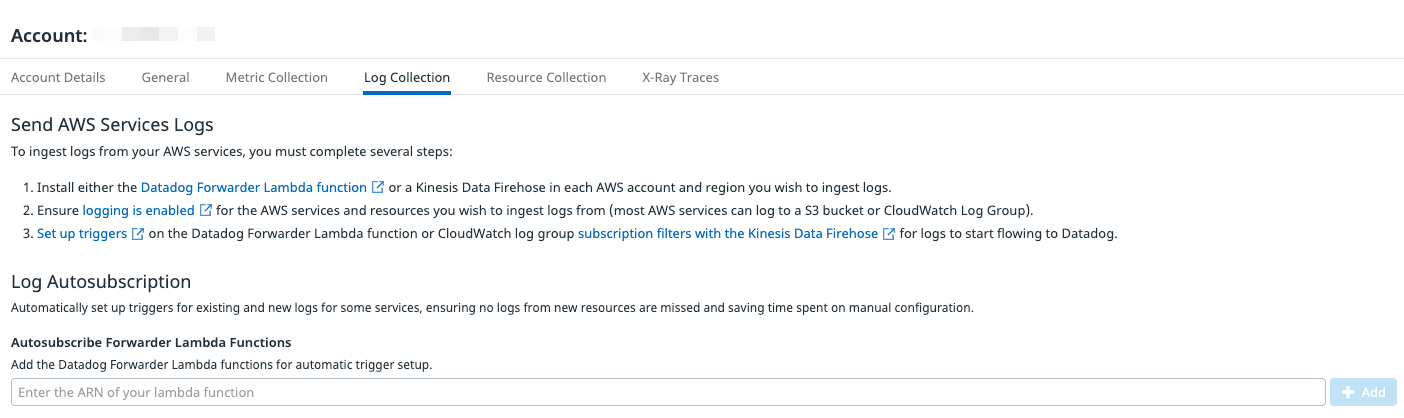 Account:
Account Details General Metric Collection Log Collection Resource Collection X-Ray Traces
Send AWS Services Logs
To ingest logs from your AWS services, you must complete several steps:
1. Install either the Datadog Forwarder Lambda function or a Kinesis Data Firehose in each AWS account and region you wish to ingest logs.
2. Ensure logging is enabled for the AWS services and resources you wish to ingest logs from (most AWS services can log to a S3 bucket or CloudWatch Log Group).
3. Set up triggers on the Datadog Forwarder Lambda function or CloudWatch log group subscription filters with the Kinesis Data Firehose for logs to start flowing to Datadog.
Log Autosubscription
Automatically set up triggers for existing and new logs for some services, ensuring no logs from new resources are missed and saving time spent on manual configuration.
Autosubscribe Forwarder Lambda Functions
Add the Datadog Forwarder Lambda functions for automatic trigger setup.
Enter the ARN of your lambda function + Add